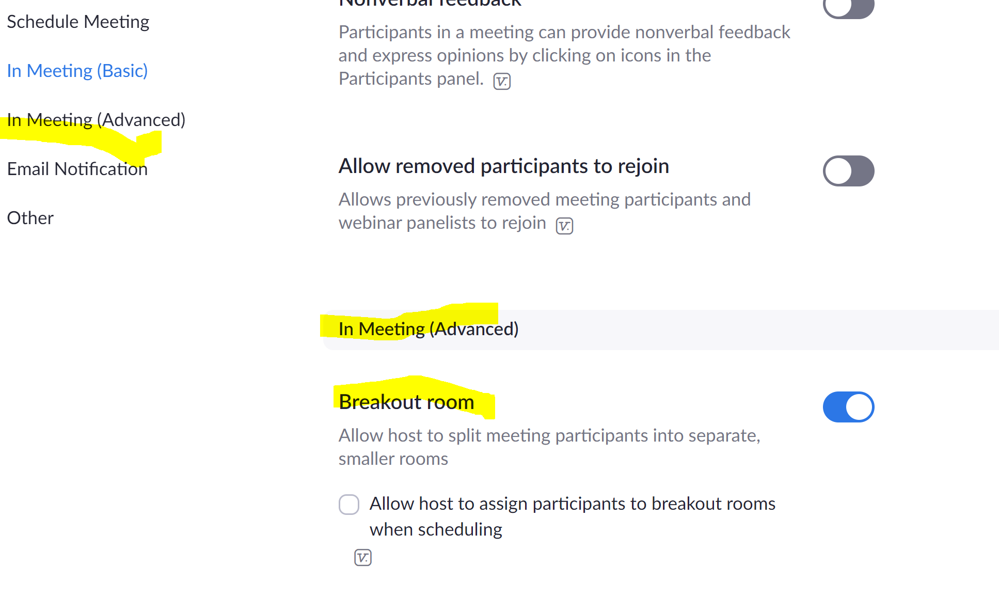 Schedule Meeting
In Meeting (Basic)
In Meeting (Advanced)
Email Notification
Other
Nonverbal feedback
Participants in a meeting can provide nonverbal feedback
and express opinions by clicking on icons in the
Participants panel. V.
Allow removed participants to rejoin
Allows previously removed meeting participants and
webinar panelists to rejoin V.
In Meeting (Advanced)
Breakout room
Allow host to split meeting participants into separate,
smaller rooms
Allow host to assign participants to breakout rooms
when scheduling
V.